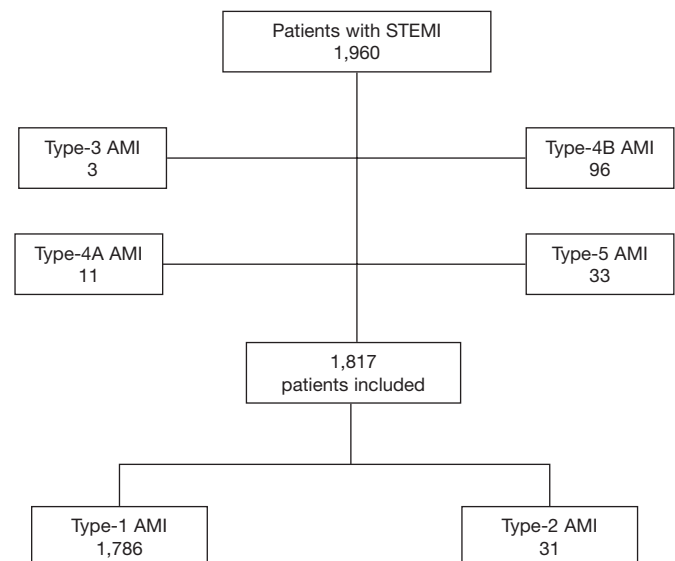 Patients with STEMI
1,960
Type-3 AMI
3
Type-4B AMI
96
Type-4A AMI
11
Type-5 AMI
33
1,817
patients included
Type-1 AMI
1,786
Type-2 AMI
31